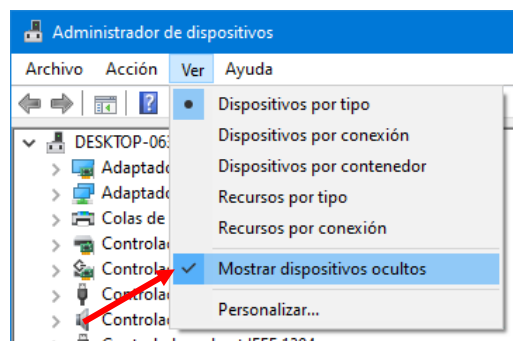 Administrador de dispositivos
Archivo Acción Ver Ayuda
Dispositivos por tipo
Dispositivos por conexión
Dispositivos por contenedor
Recursos por tipo
Recursos por conexión
Mostrar dispositivos ocultos
Personalizar...
DESKTOP-06
Adaptad
Adaptad
Colas de
Controla
Controla
Controla
Controla